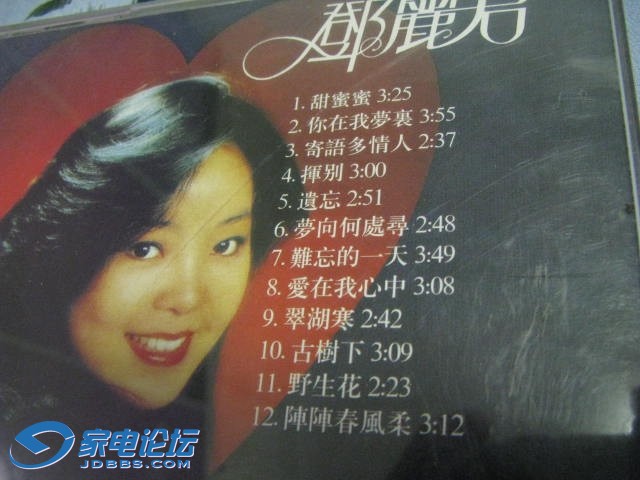 鄧麗君
1. 甜蜜蜜 3:25
2. 你在我夢裏 3:55
3. 寄語多情人 2:37
4. 揮别 3:00
5. 遺忘 2:51
6. 夢向何處尋 2:48
7. 難忘的一天 3:49
8. 愛在我心中 3:08
9. 翠湖寒 2:42
10. 古樹下 3:09
11. 野生花 2:23
12. 陣陣春風柔 3:12
家电论坛
JDBBS.COM